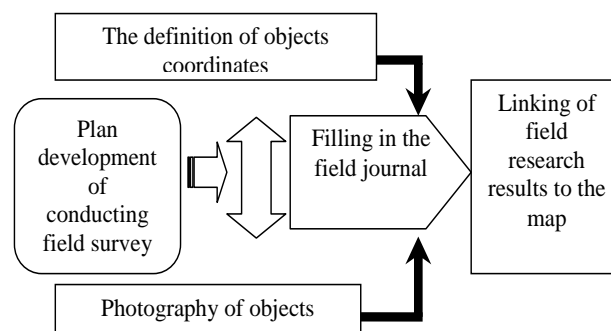 The definition of objects
coordinates
Plan
development
of
conducting
field survey
Filling in the
field journal
Linking of
field
research
results to the
map
Photography of objects